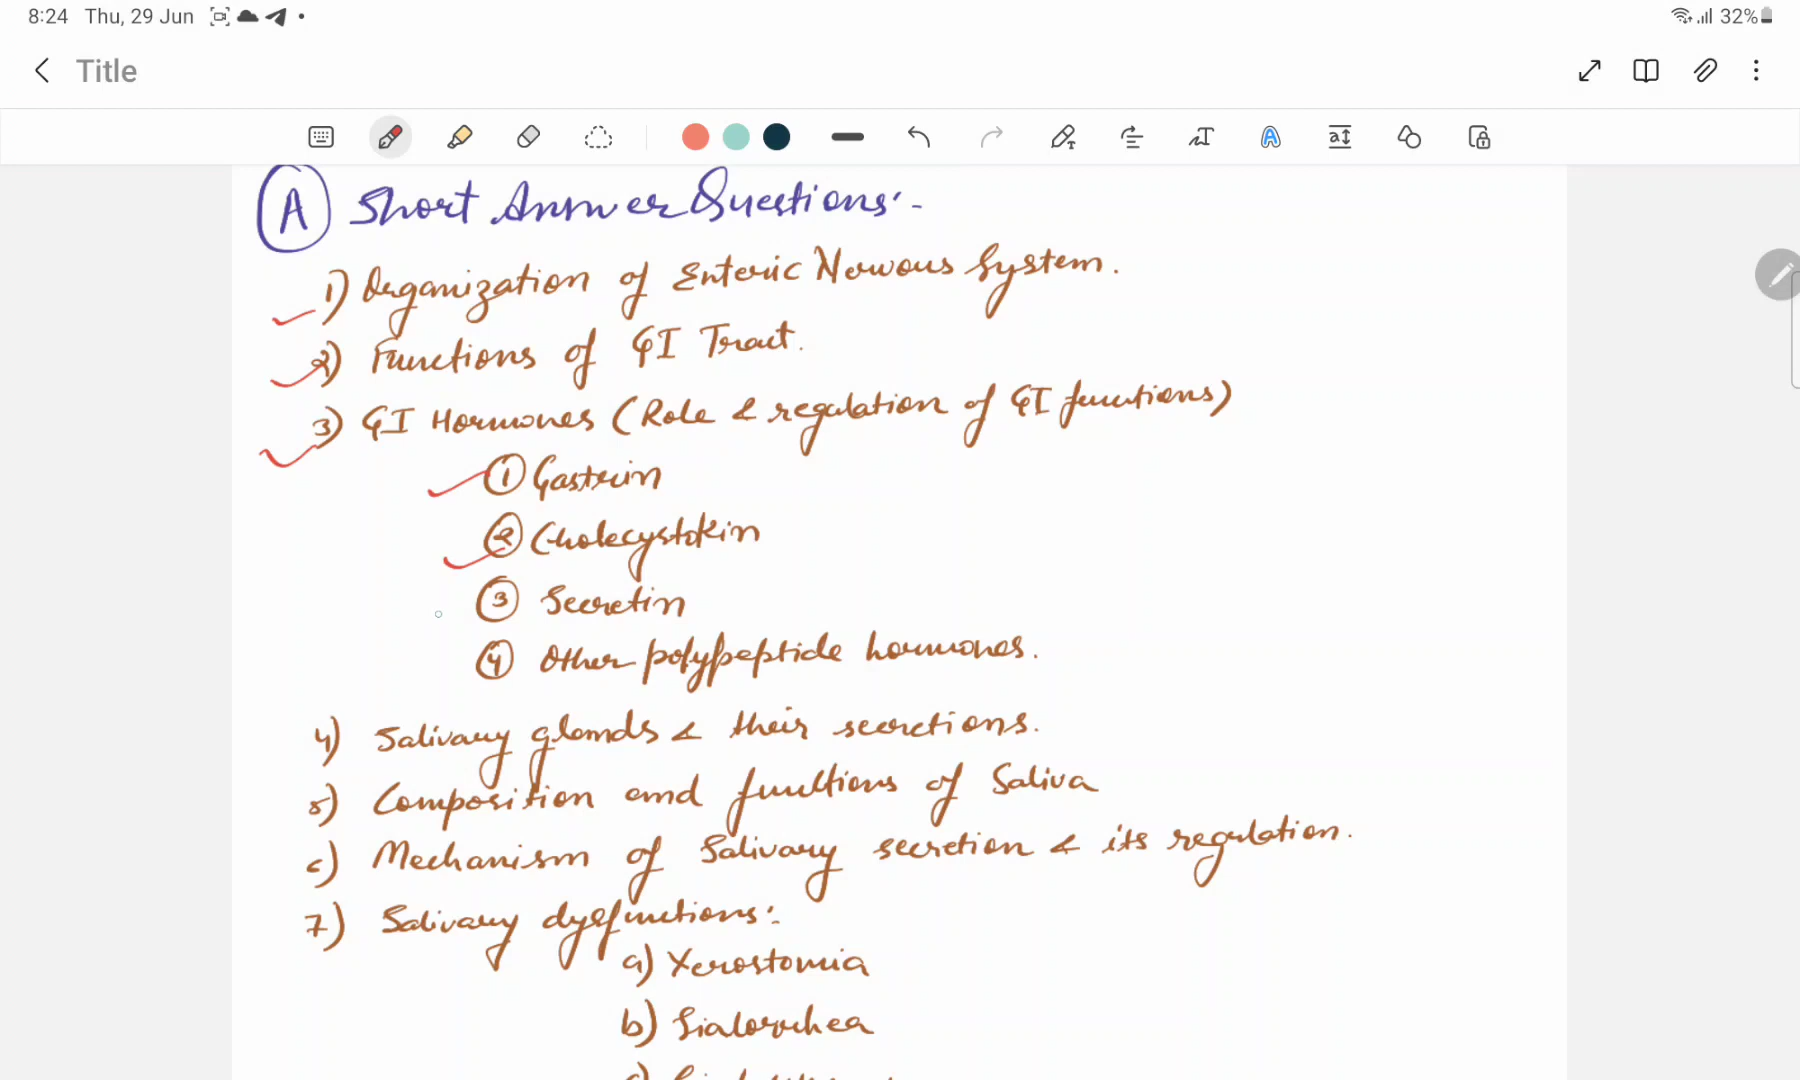 8:24 Thu, 29 Jun 32%
Title
A Short Answer Questions:-
1) Organization of Enteric Nervous System.
2) Functions of GI Tract.
3) GI Hormones (Role & regulation of GI functions)
1 Gastrin
2 Cholecystokin
3 Secretin
4 Other polypeptide hormones.
4) Salivary glands & their secretions.
5) Composition and functions of Saliva
6) Mechanism of Salivary secretion & its regulation.
7) Salivary dysfunctions:-
a) Xerostomia
b) Sialorrhea